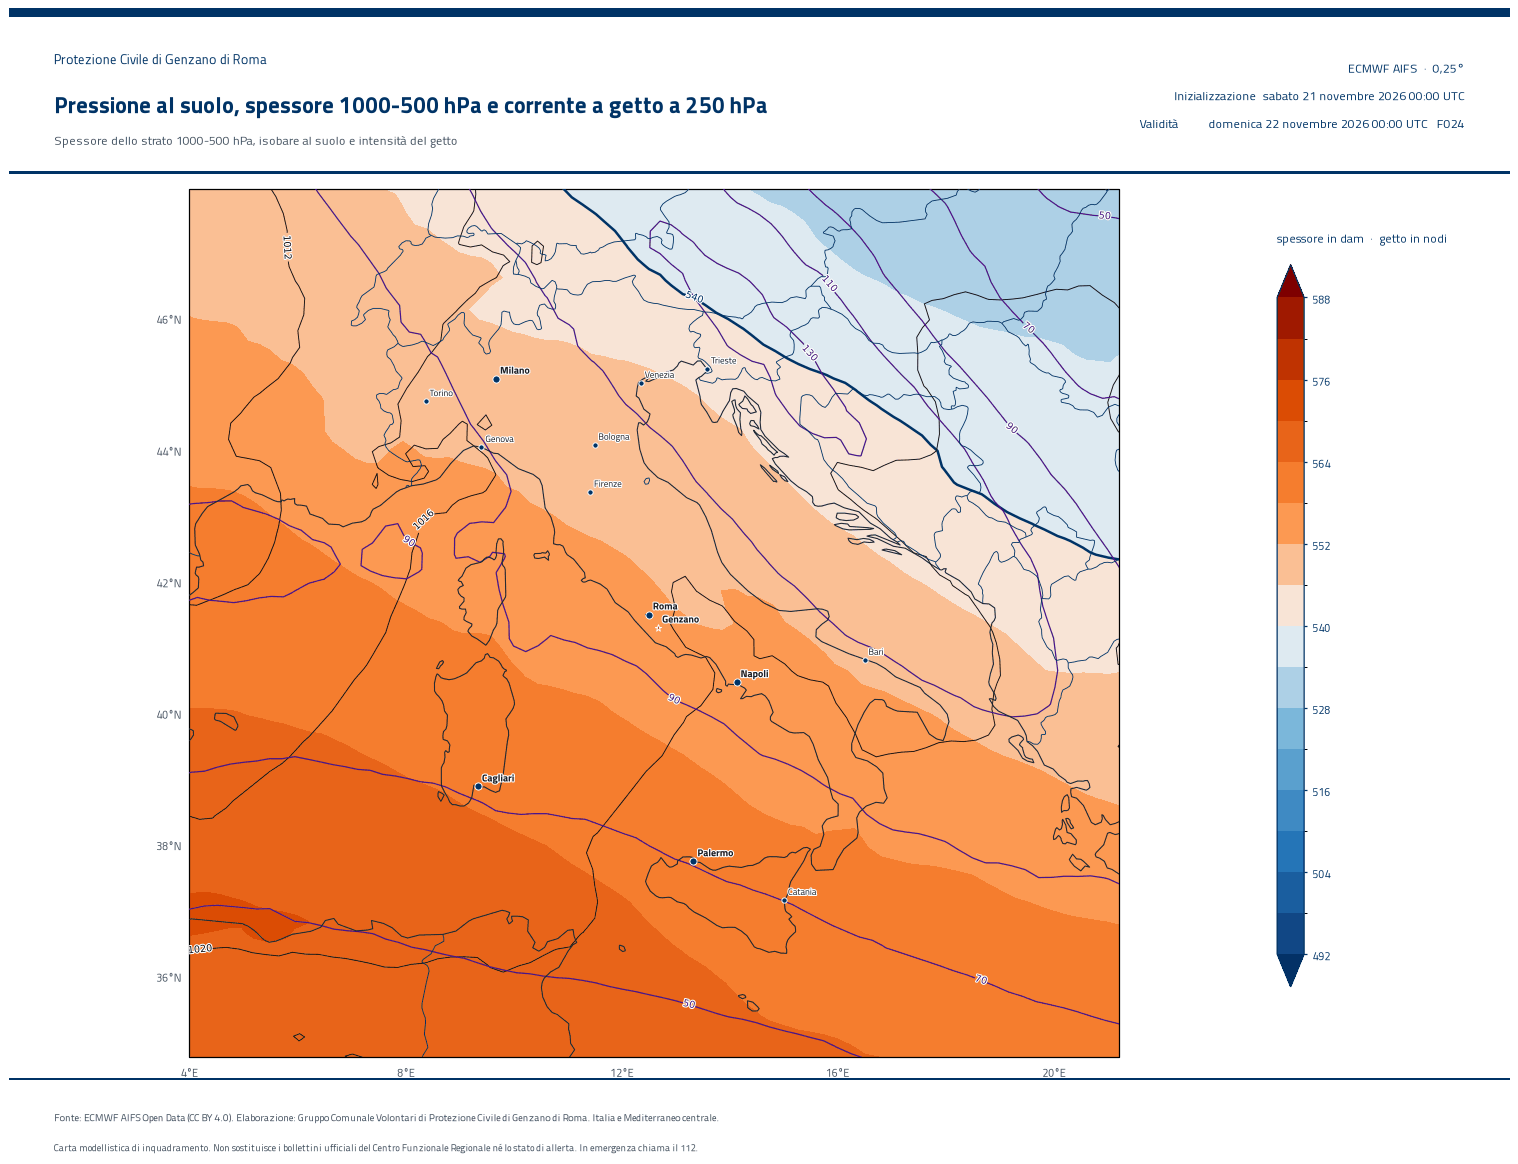 Protezione Civile di Genzano di Roma
Pressione al suolo, spessore 1000-500 hPa e corrente a getto a 250 hPa
Spessore dello strato 1000-500 hPa, isobare al suolo e intensità del getto
ECMWF AIFS · 0,25°
Inizializzazione sabato 21 novembre 2026 00:00 UTC
Validità domenica 22 novembre 2026 00:00 UTC F024
spessore in dam · getto in nodi
588
576
564
552
540
528
516
504
492
46°N
44°N
42°N
40°N
38°N
36°N
4°E
8°E
12°E
16°E
20°E
1012
50
110
540
70
130
Trieste
Milano
Venezia
Torino
90
Bologna
Genova
Firenze
1016
90
Roma
Genzano
Bari
Napoli
90
Cagliari
Palermo
Catania
1020
70
50
Fonte: ECMWF AIFS Open Data (CC BY 4.0). Elaborazione: Gruppo Comunale Volontari di Protezione Civile di Genzano di Roma. Italia e Mediterraneo centrale.
Carta modellistica di inquadramento. Non sostituisce i bollettini ufficiali del Centro Funzionale Regionale né lo stato di allerta. In emergenza chiama il 112.